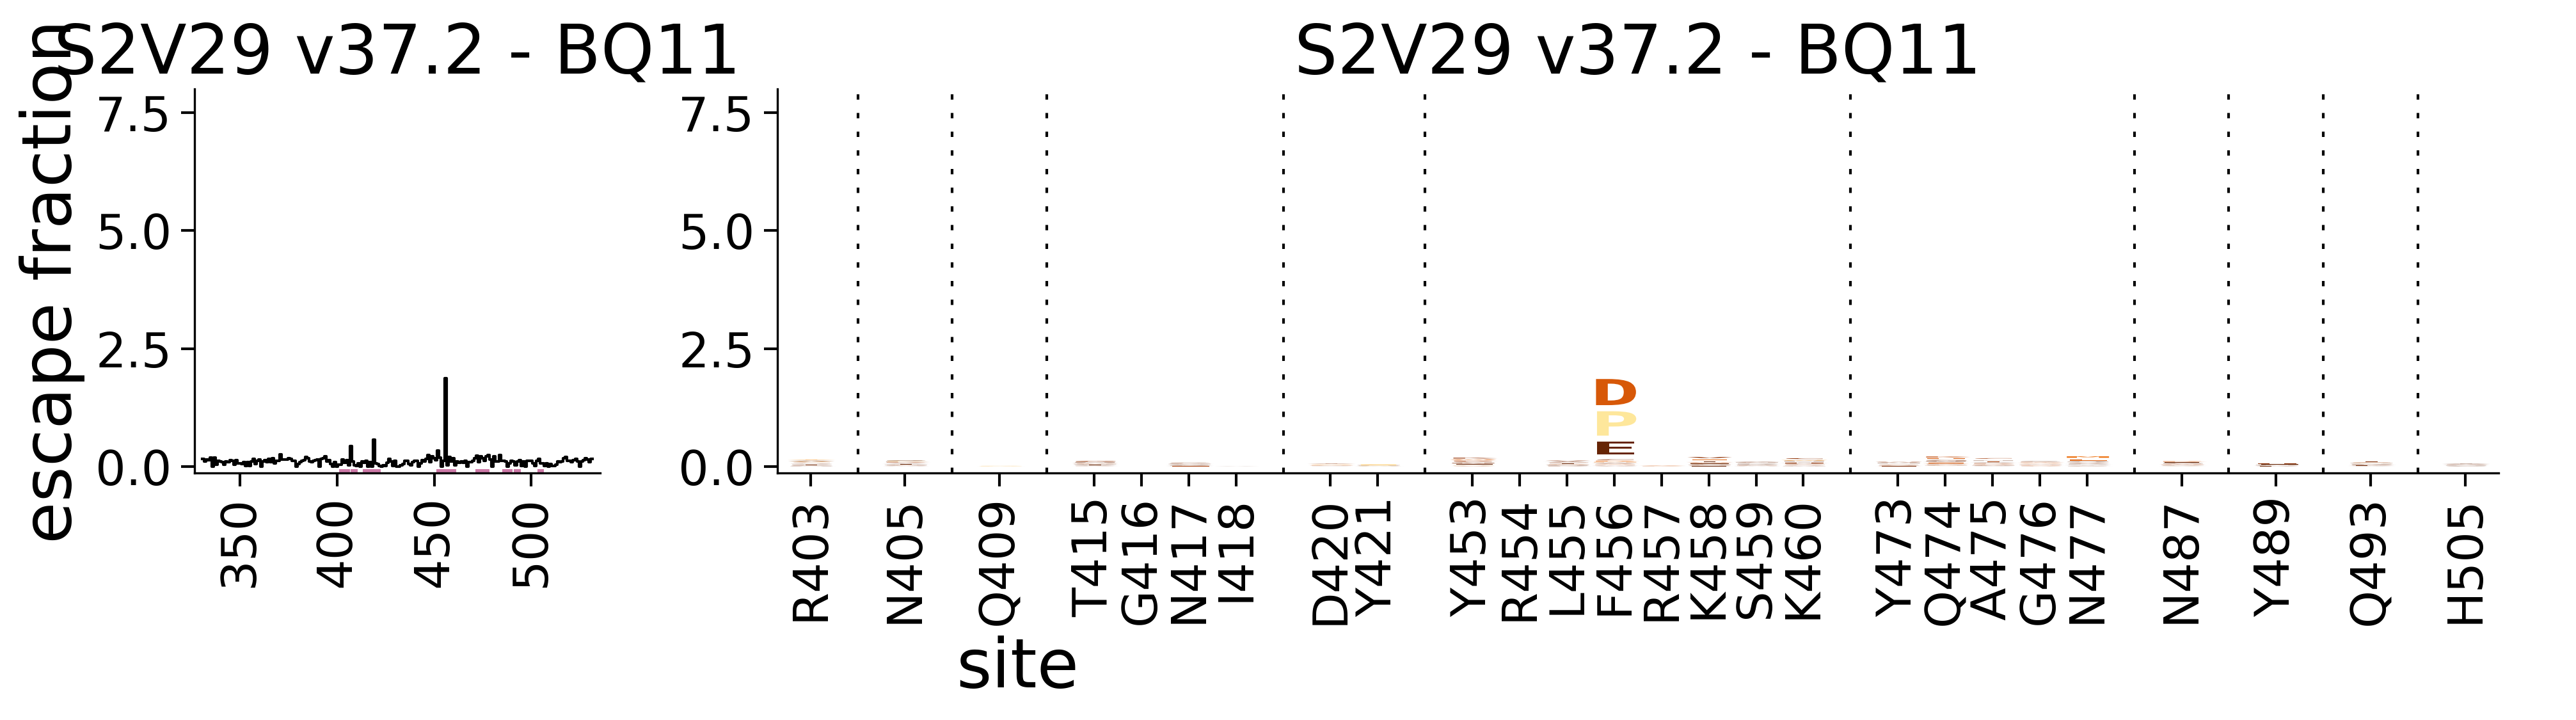 S2V29 v37.2 - BQ11
S2V29 v37.2 - BQ11
escape fraction
7.5
5.0
2.5
0.0
350
400
450
500
7.5
5.0
2.5
0.0
D
P
E
R403
N405
Q409
T415
G416
N417
I418
D420
Y421
Y453
R454
L455
F456
R457
K458
S459
K460
Y473
Q474
A475
G476
N477
N487
Y489
Q493
H505
site